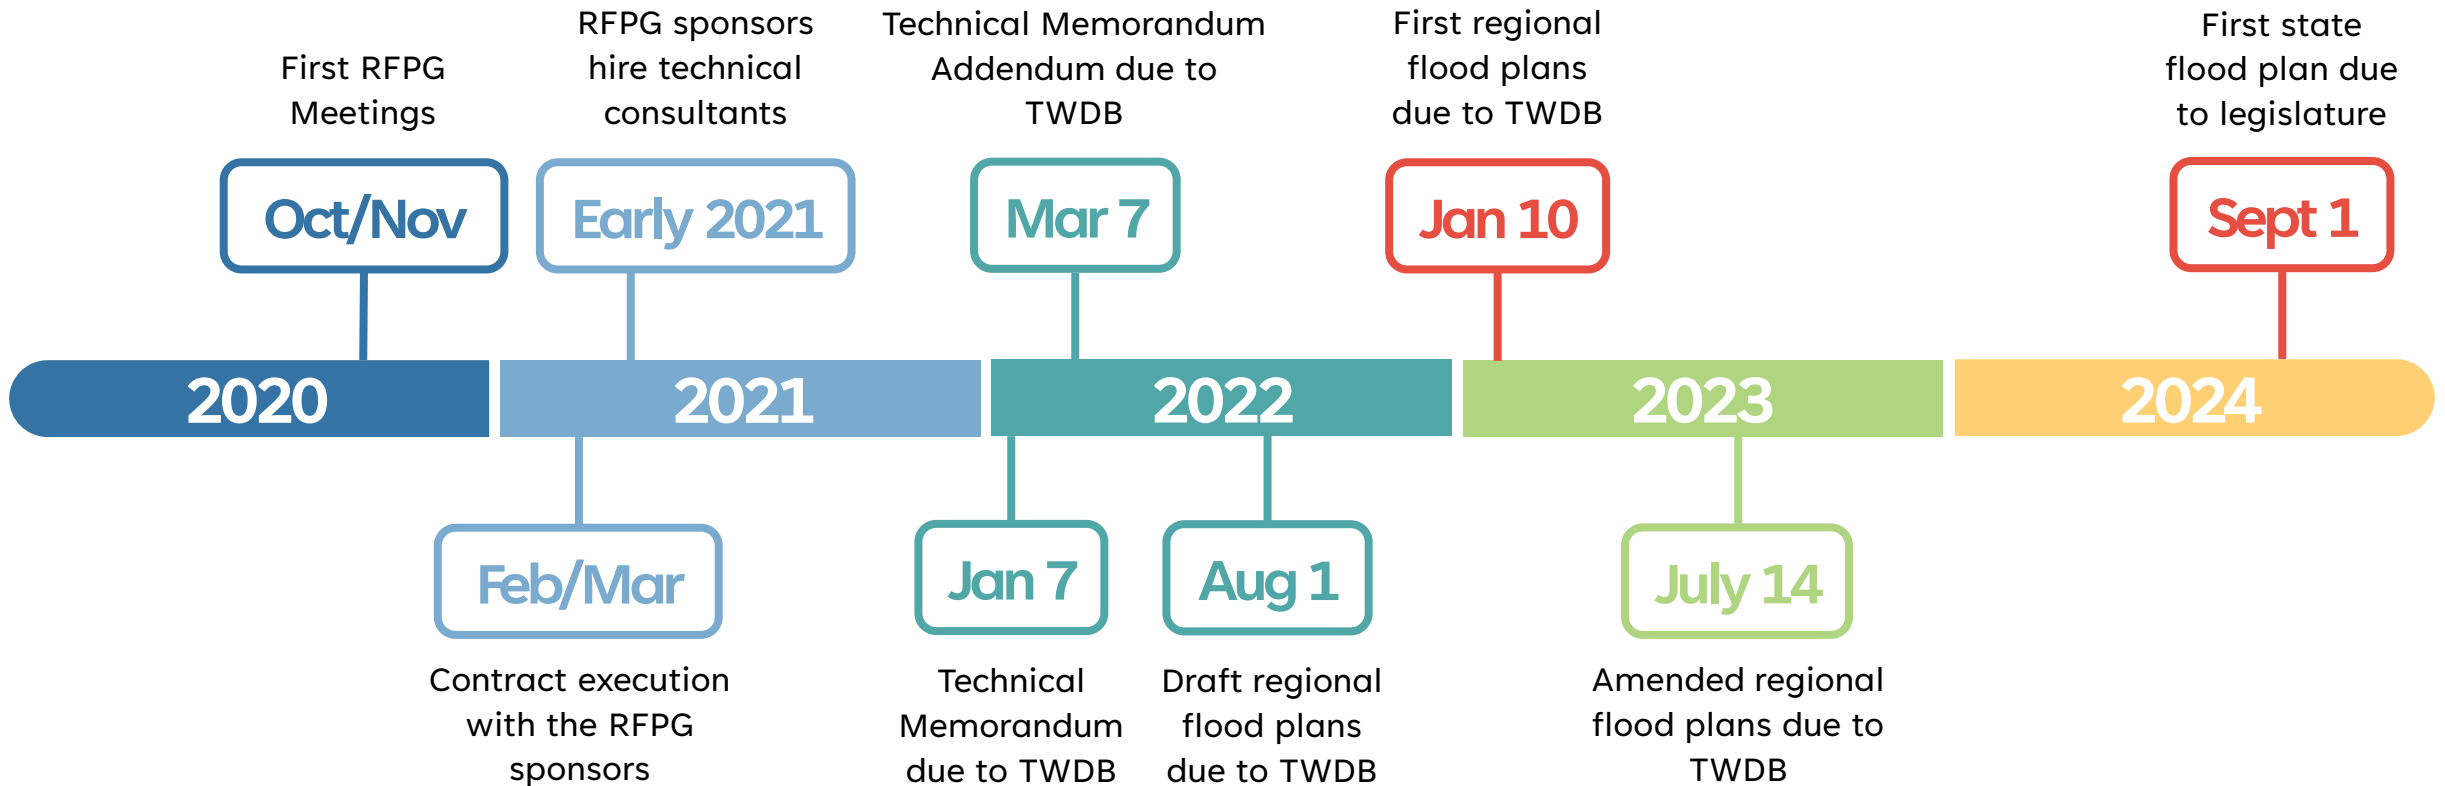 First RFPG
Meetings
Oct/Nov
RFPG sponsors
hire technical
consultants
Early 2021
Technical Memorandum
Addendum due to
TWDB
Mar 7
First regional
flood plans
due to TWDB
Jan 10
First state
flood plan due
to legislature
Sept 1
2020
2021
2022
2023
2024
Feb/Mar
Contract execution
with the RFPG
sponsors
Jan 7
Technical
Memorandum
due to TWDB
Aug 1
Draft regional
flood plans
due to TWDB
July 14
Amended regional
flood plans due to
TWDB